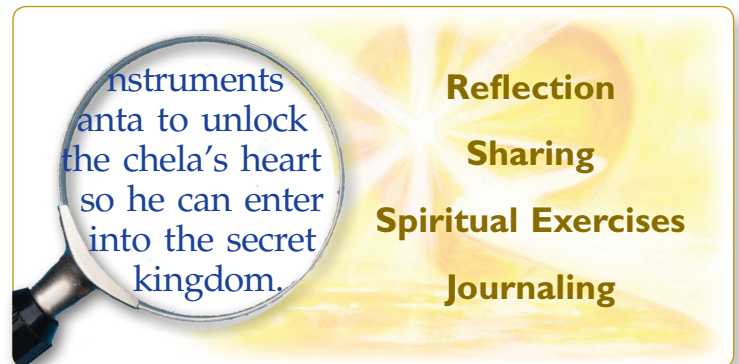 nstruments
anta to unlock
the chela's heart
so he can enter
into the secret
kingdom.
Reflection
Sharing
Spiritual Exercises
Journaling